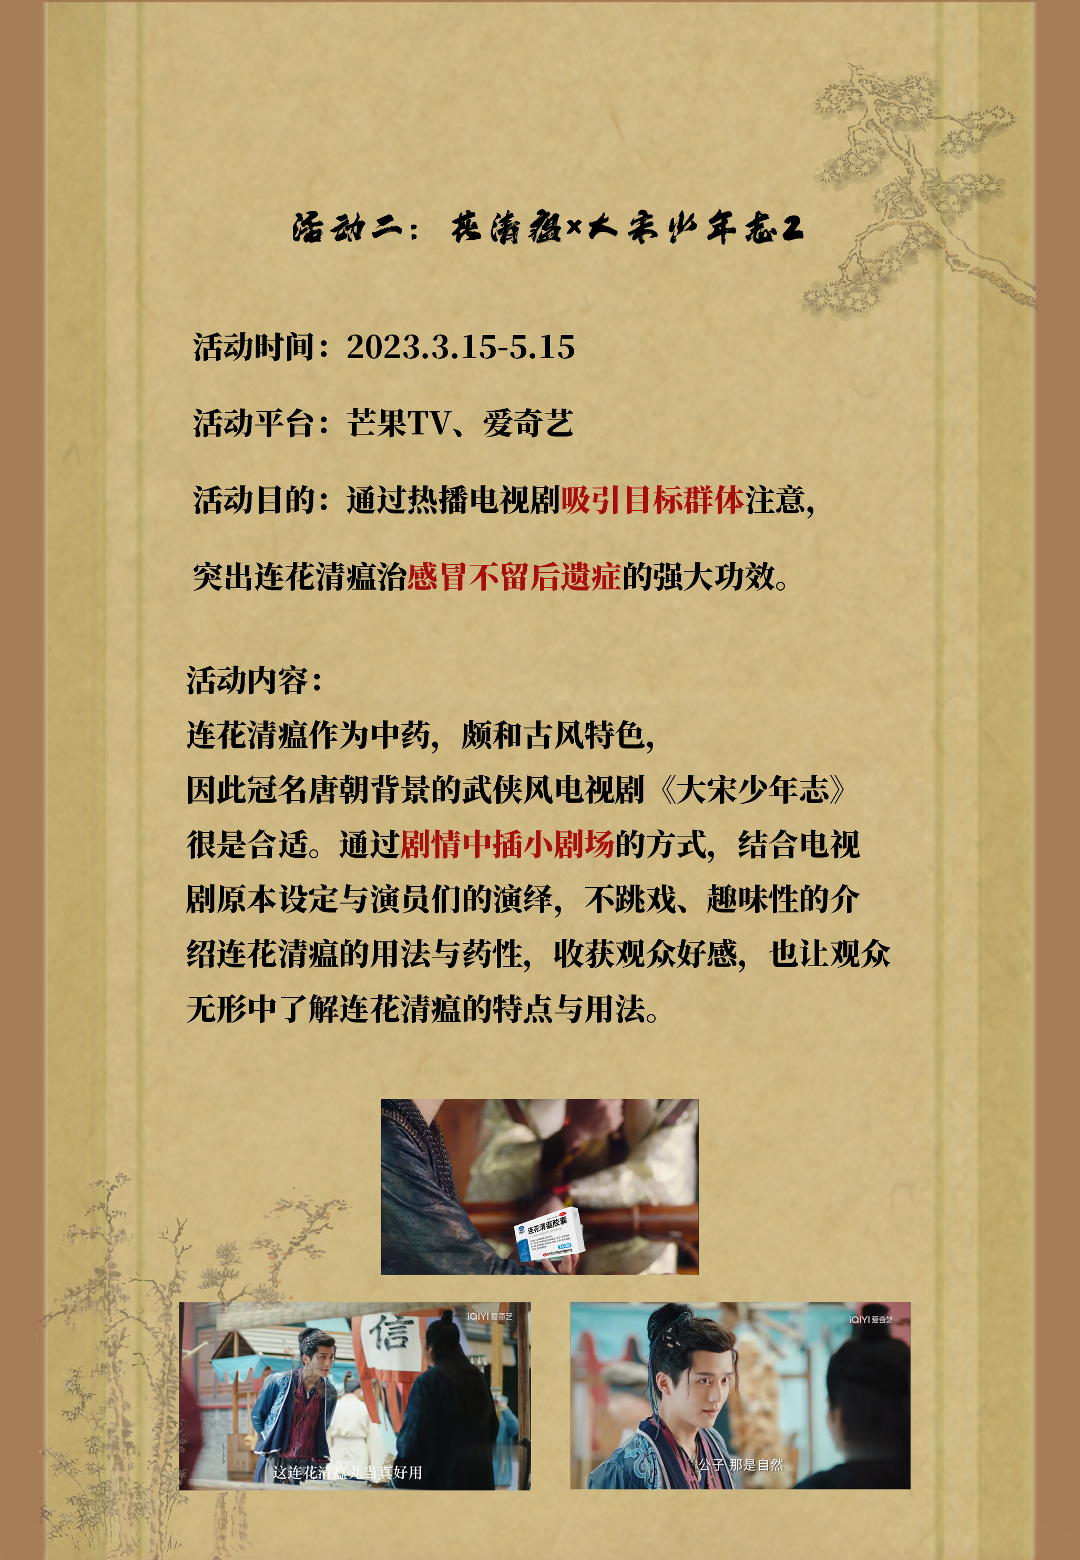 活动二：花清瘟×大宋少年志2
活动时间：2023.3.15-5.15
活动平台：芒果TV、爱奇艺
活动目的：通过热播电视剧吸引目标群体注意，
突出连花清瘟治感冒不留后遗症的强大功效。
活动内容：
连花清瘟作为中药，颇和古风特色，
因此冠名唐朝背景的武侠风电视剧《大宋少年志》
很是合适。通过剧情中插小剧场的方式，结合电视
剧原本设定与演员们的演绎，不跳戏、趣味性的介
绍连花清瘟的用法与药性，收获观众好感，也让观众
无形中了解连花清瘟的特点与用法。
连花清瘟胶囊
iQIYI 爱奇艺
信
这连花清瘟丸当真好用
iQIYI 爱奇艺
公子 那是自然